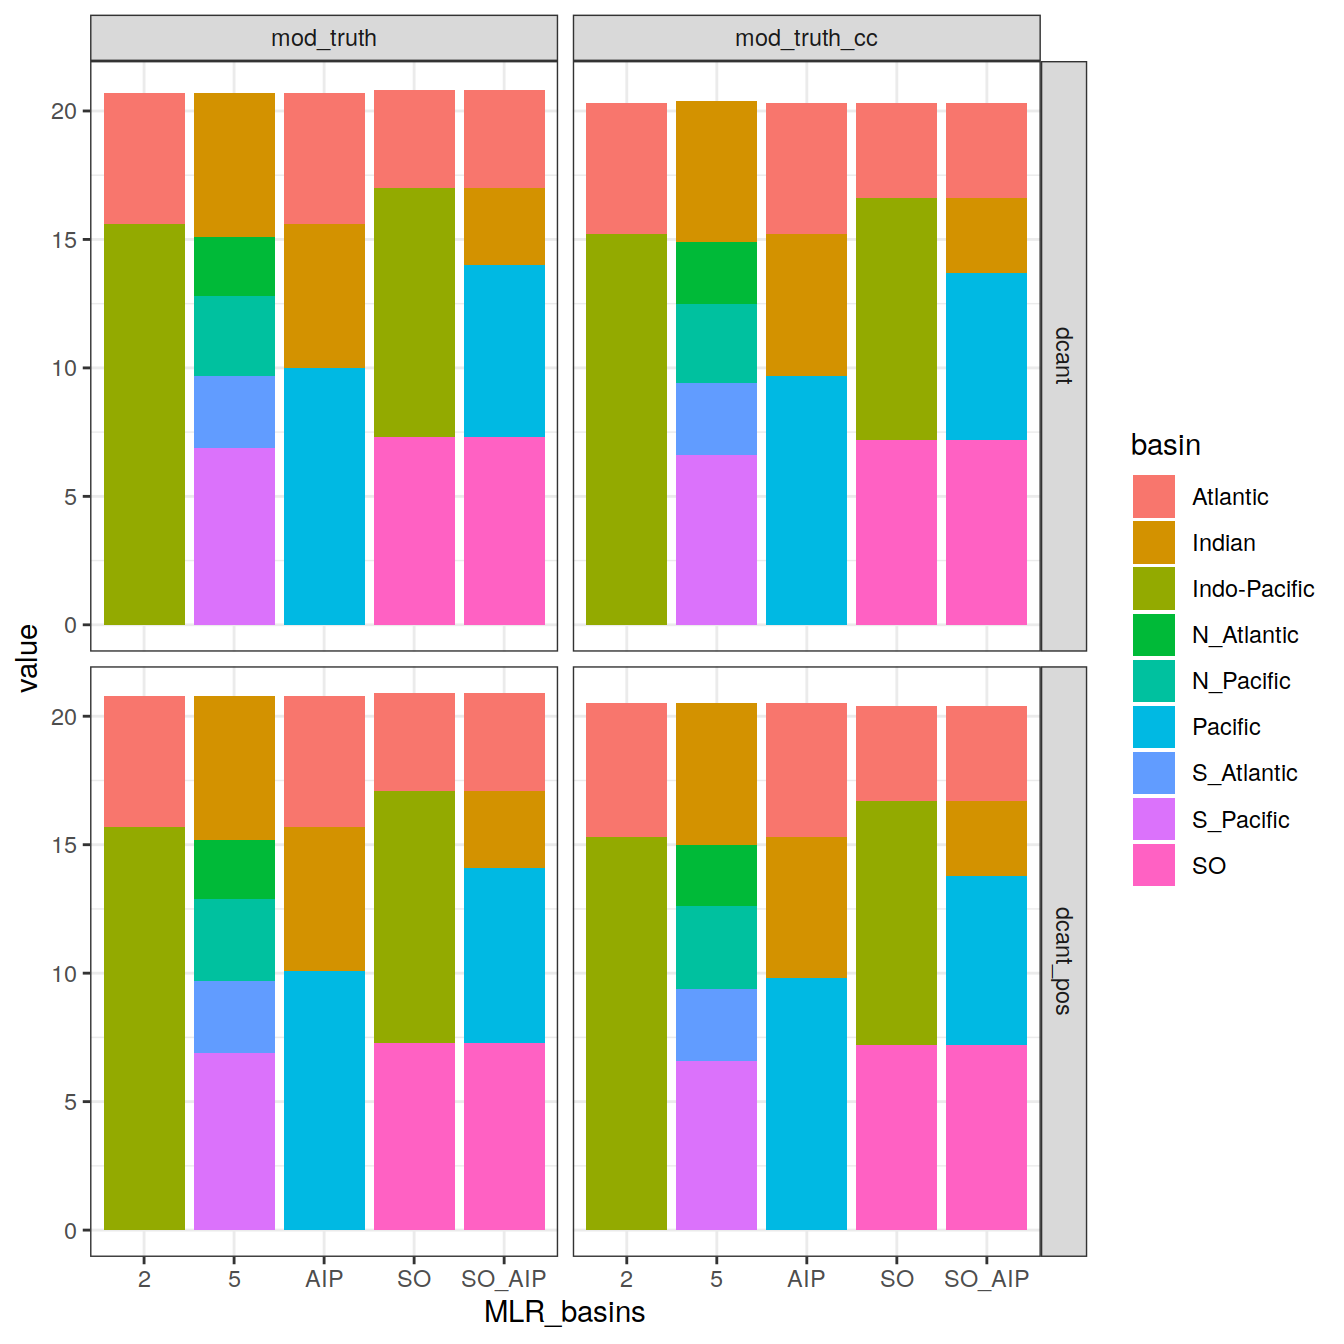 mod_truth
mod_truth_cc
20
15
10
5
0
dcant
value
20
15
10
5
0
dcant_pos
2
5
AIP
SO
SO_AIP
2
5
AIP
SO
SO_AIP
MLR_basins
basin
Atlantic
Indian
Indo-Pacific
N_Atlantic
N_Pacific
Pacific
S_Atlantic
S_Pacific
SO